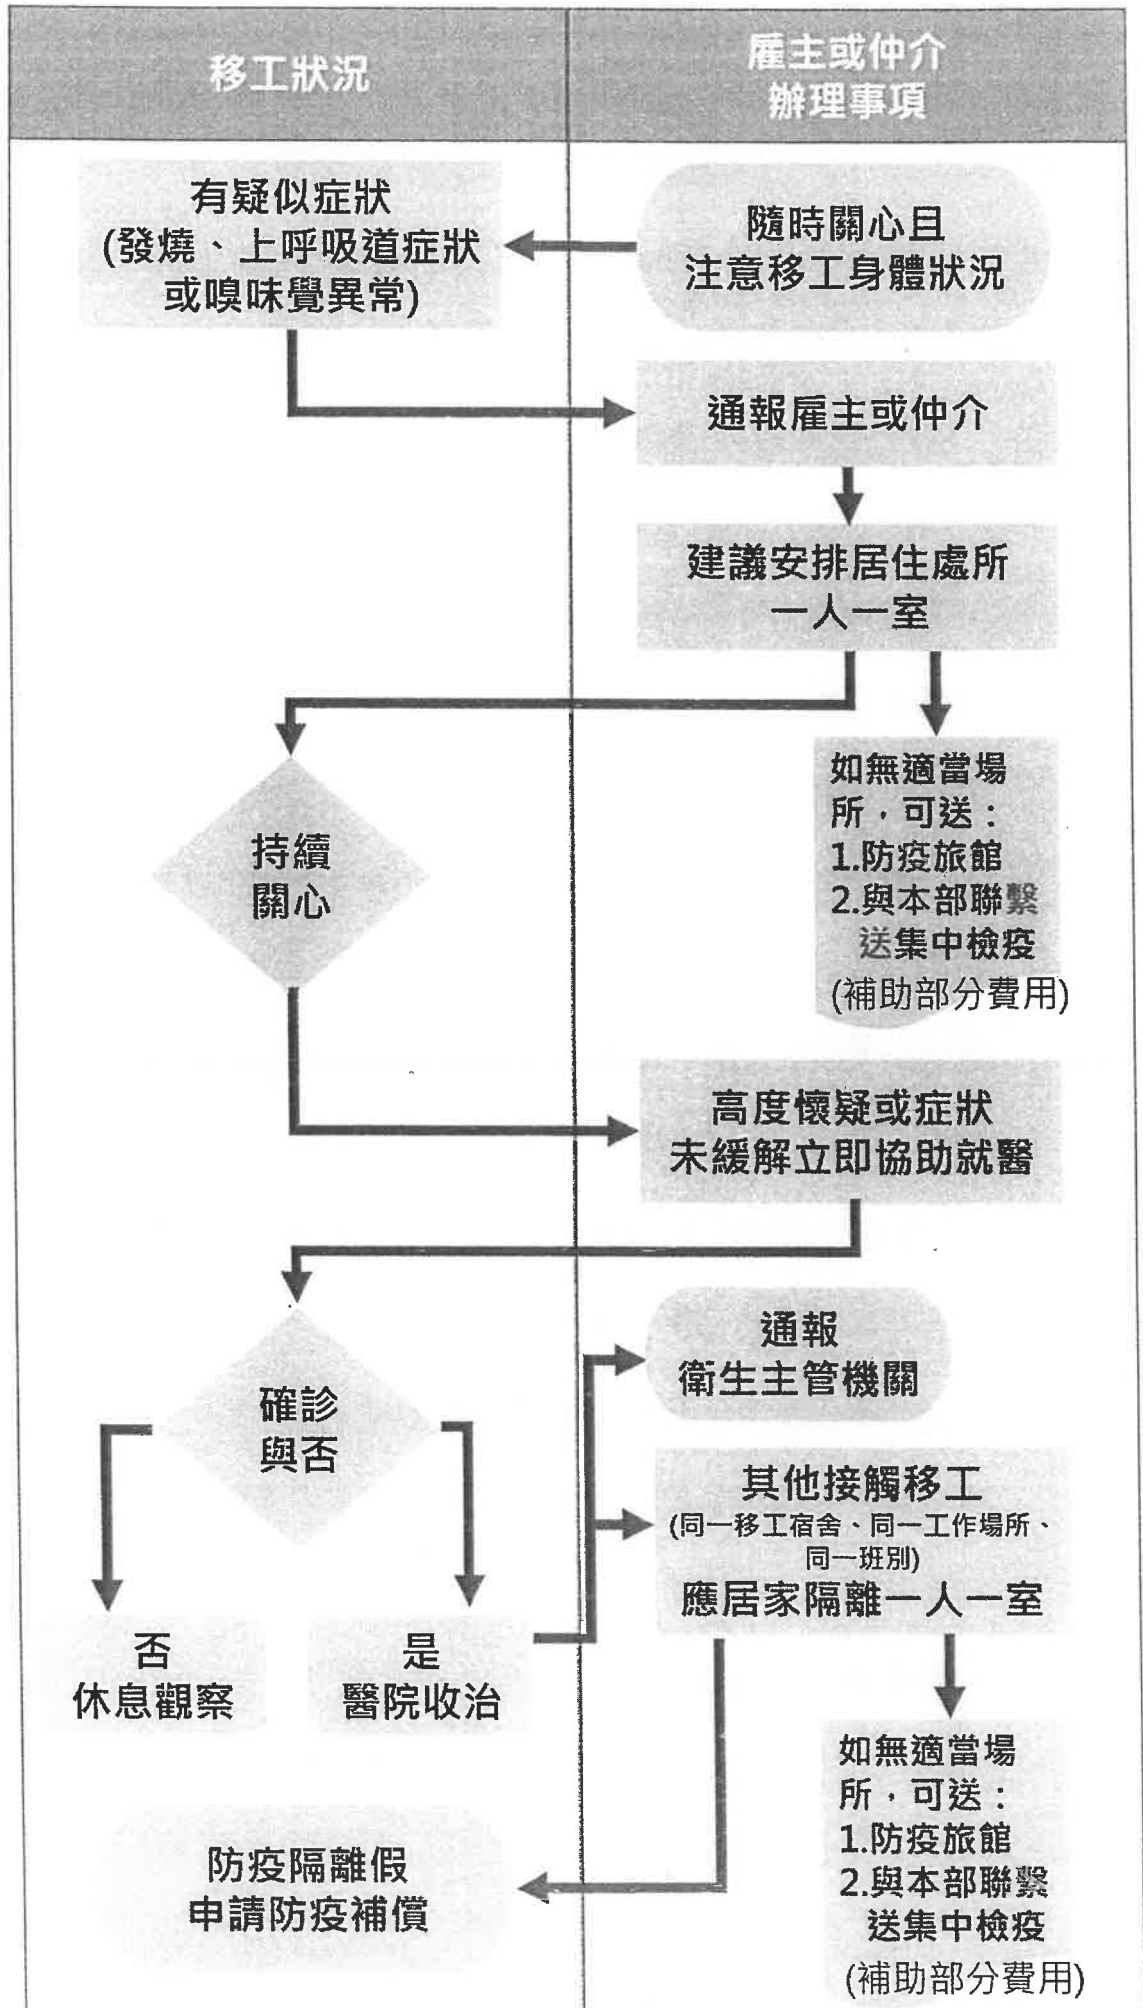 移工狀況
雇主或仲介
辦理事項
有疑似症狀
(發燒、上呼吸道症狀
或嗅味覺異常)
隨時關心且
注意移工身體狀況
通報雇主或仲介
建議安排居住處所
一人一室
持續
關心
如無適當場
所,可送:
1.防疫旅館
2.與本部聯繫
送集中檢疫
(補助部分費用)
高度懷疑或症狀
未緩解立即協助就醫
確診
與否
通報
衛生主管機關
其他接觸移工
(同一移工宿舍、同一工作場所、
同一班別)
應居家隔離一人一室
否
休息觀察
是
醫院收治
如無適當場
所,可送:
1.防疫旅館
2.與本部聯繫
送集中檢疫
(補助部分費用)
防疫隔離假
申請防疫補償